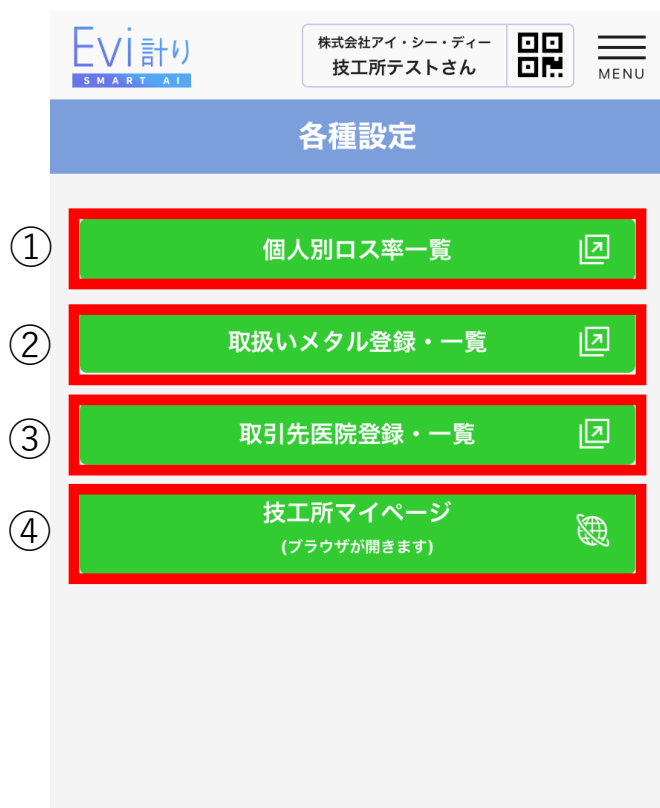 Evi計り
SMART AI
株式会社アイ・シー・ディー
技工所テストさん
MENU
各種設定
① 個人別ロス率一覧
② 取扱いメタル登録・一覧
③ 取引先医院登録・一覧
④ 技工所マイページ
(ブラウザが開きます)